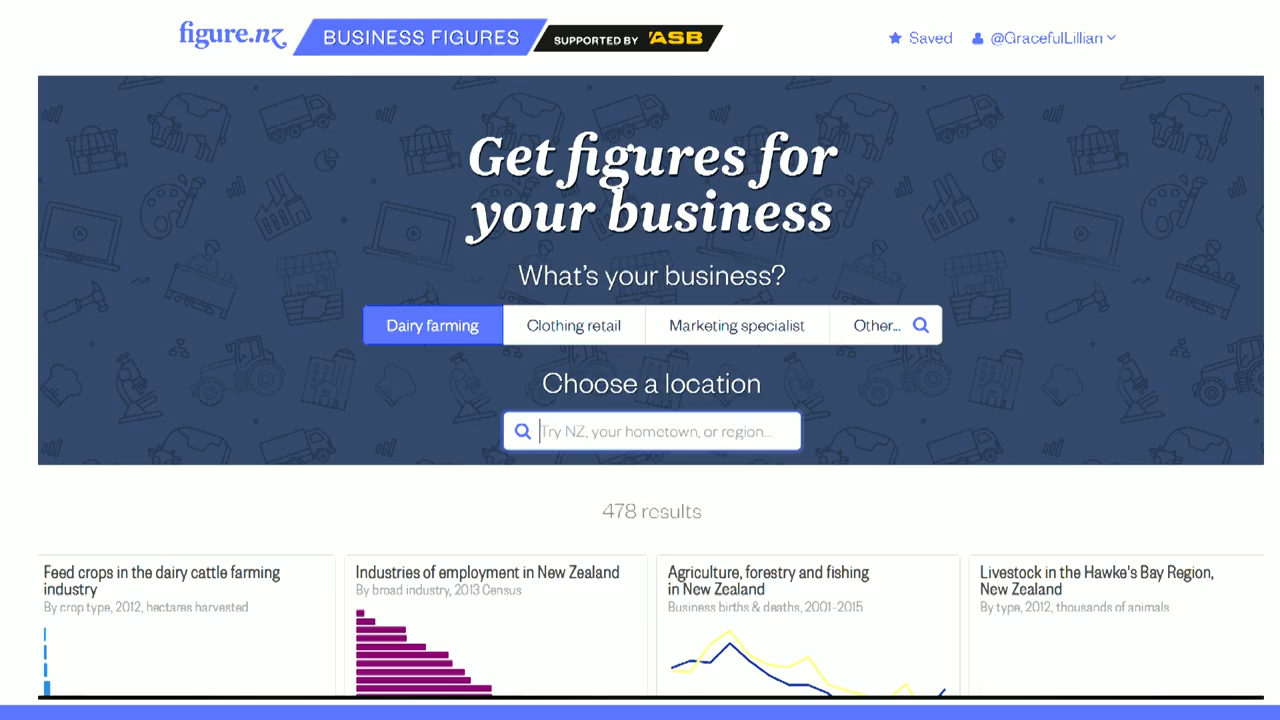 figure.nz BUSINESS FIGURES SUPPORTED BY ASB Saved @GracefulLillian
Get figures for
your business
What's your business?
Dairy farming Clothing retail Marketing specialist Other...
Choose a location
Try NZ, your hometown, or region...
478 results
Feed crops in the dairy cattle farming
industry
By crop type, 2012, hectares harvested
Industries of employment in New Zealand
By broad industry, 2013 Census
Agriculture, forestry and fishing
in New Zealand
Business births & deaths, 2001-2015
Livestock in the Hawke's Bay Region,
New Zealand
By type, 2012, thousands of animals